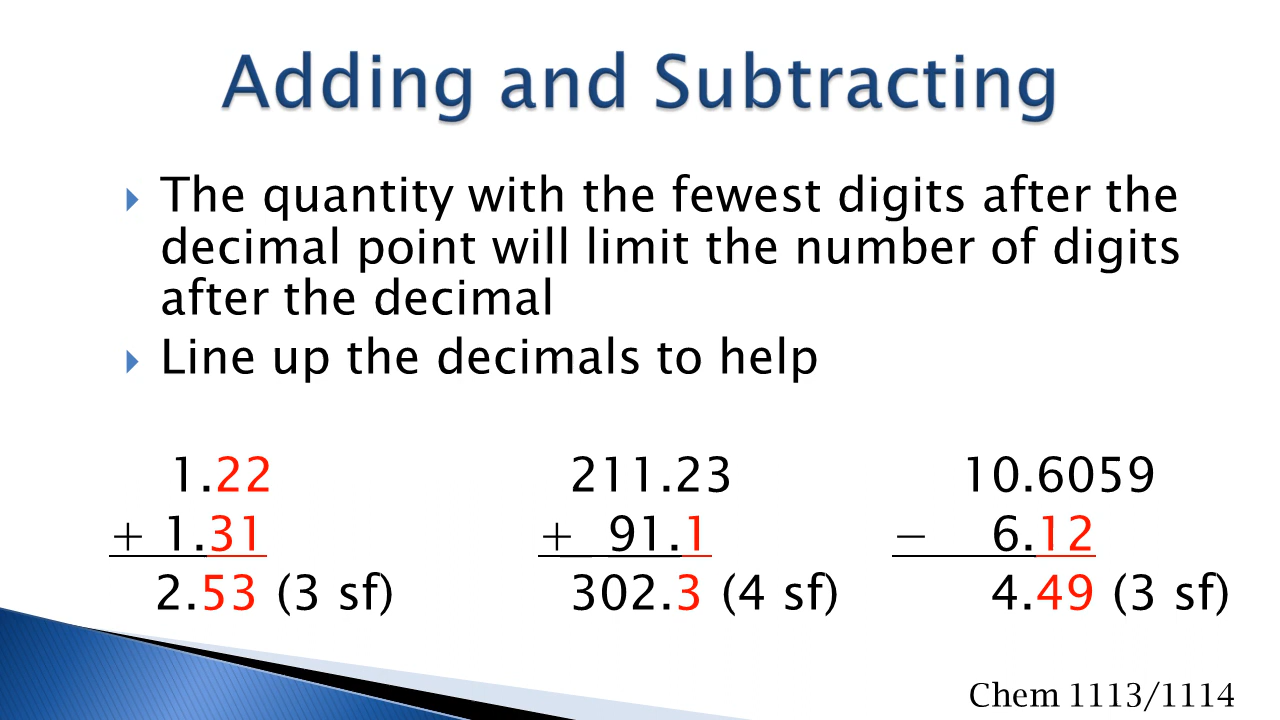 Adding and Subtracting
The quantity with the fewest digits after the
decimal point will limit the number of digits
after the decimal
Line up the decimals to help
1.22
+ 1.31
2.53 (3 sf)
211.23
+ 91.1
302.3 (4 sf)
10.6059
− 6.12
4.49 (3 sf)
Chem 1113/1114